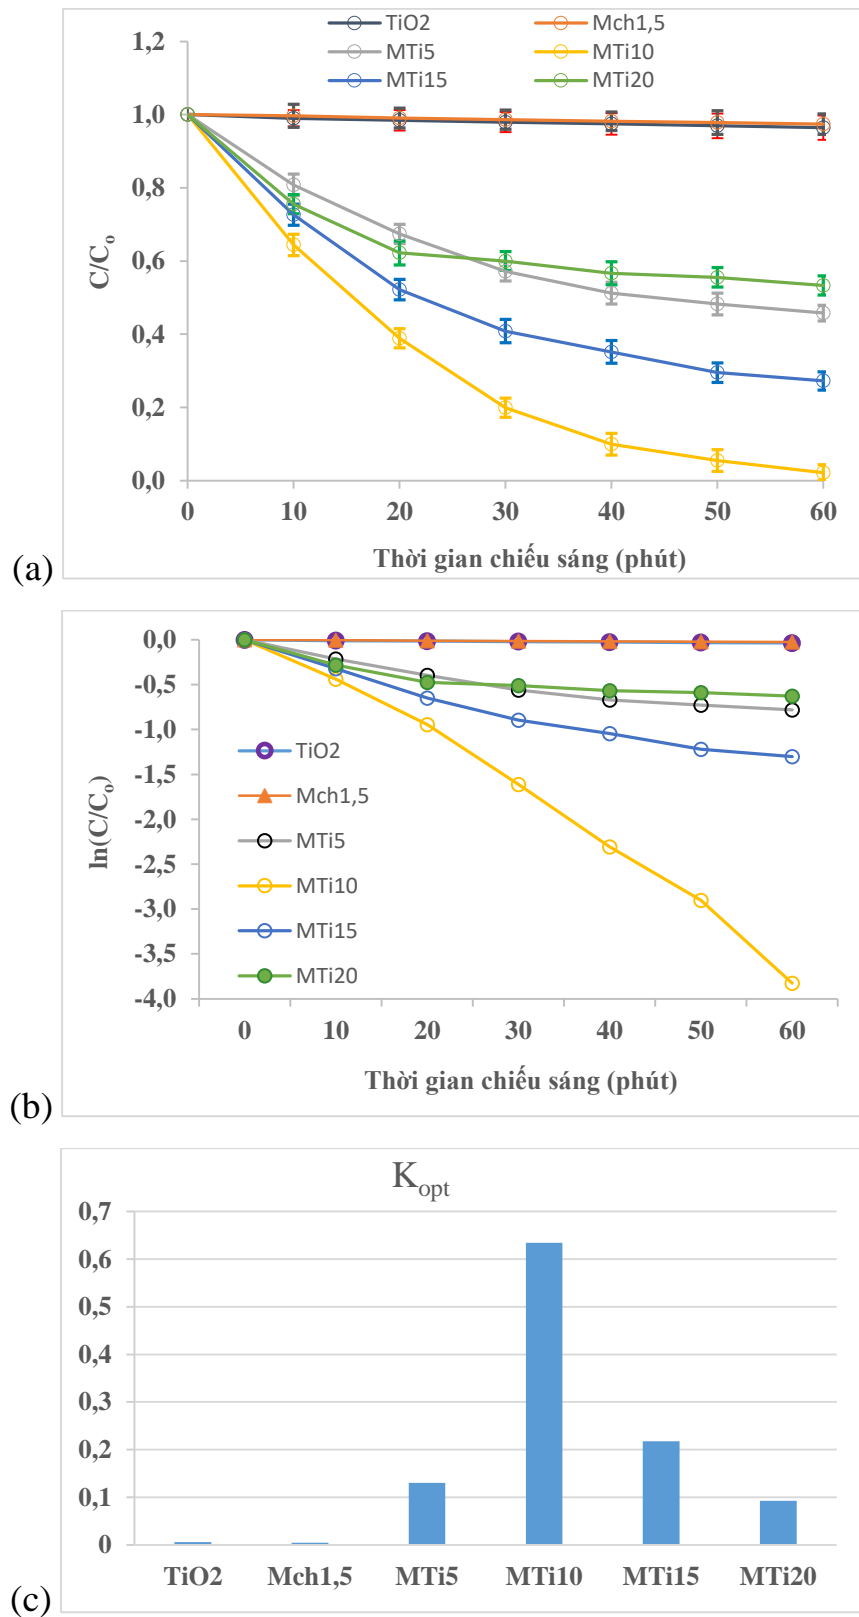 TiO2 Mch1,5
MTi5 MTi10
MTi15 MTi20
1,2
1,0
0,8
0,6
0,4
0,2
0,0
C/Co
0 10 20 30 40 50 60
Thời gian chiếu sáng (phút)
(a)
0,0
-0,5
-1,0
-1,5
-2,0
-2,5
-3,0
-3,5
-4,0
ln(C/Co)
TiO2
Mch1,5
MTi5
MTi10
MTi15
MTi20
0 10 20 30 40 50 60
Thời gian chiếu sáng (phút)
(b)
Kopt
0,7
0,6
0,5
0,4
0,3
0,2
0,1
0
TiO2 Mch1,5 MTi5 MTi10 MTi15 MTi20
(c)